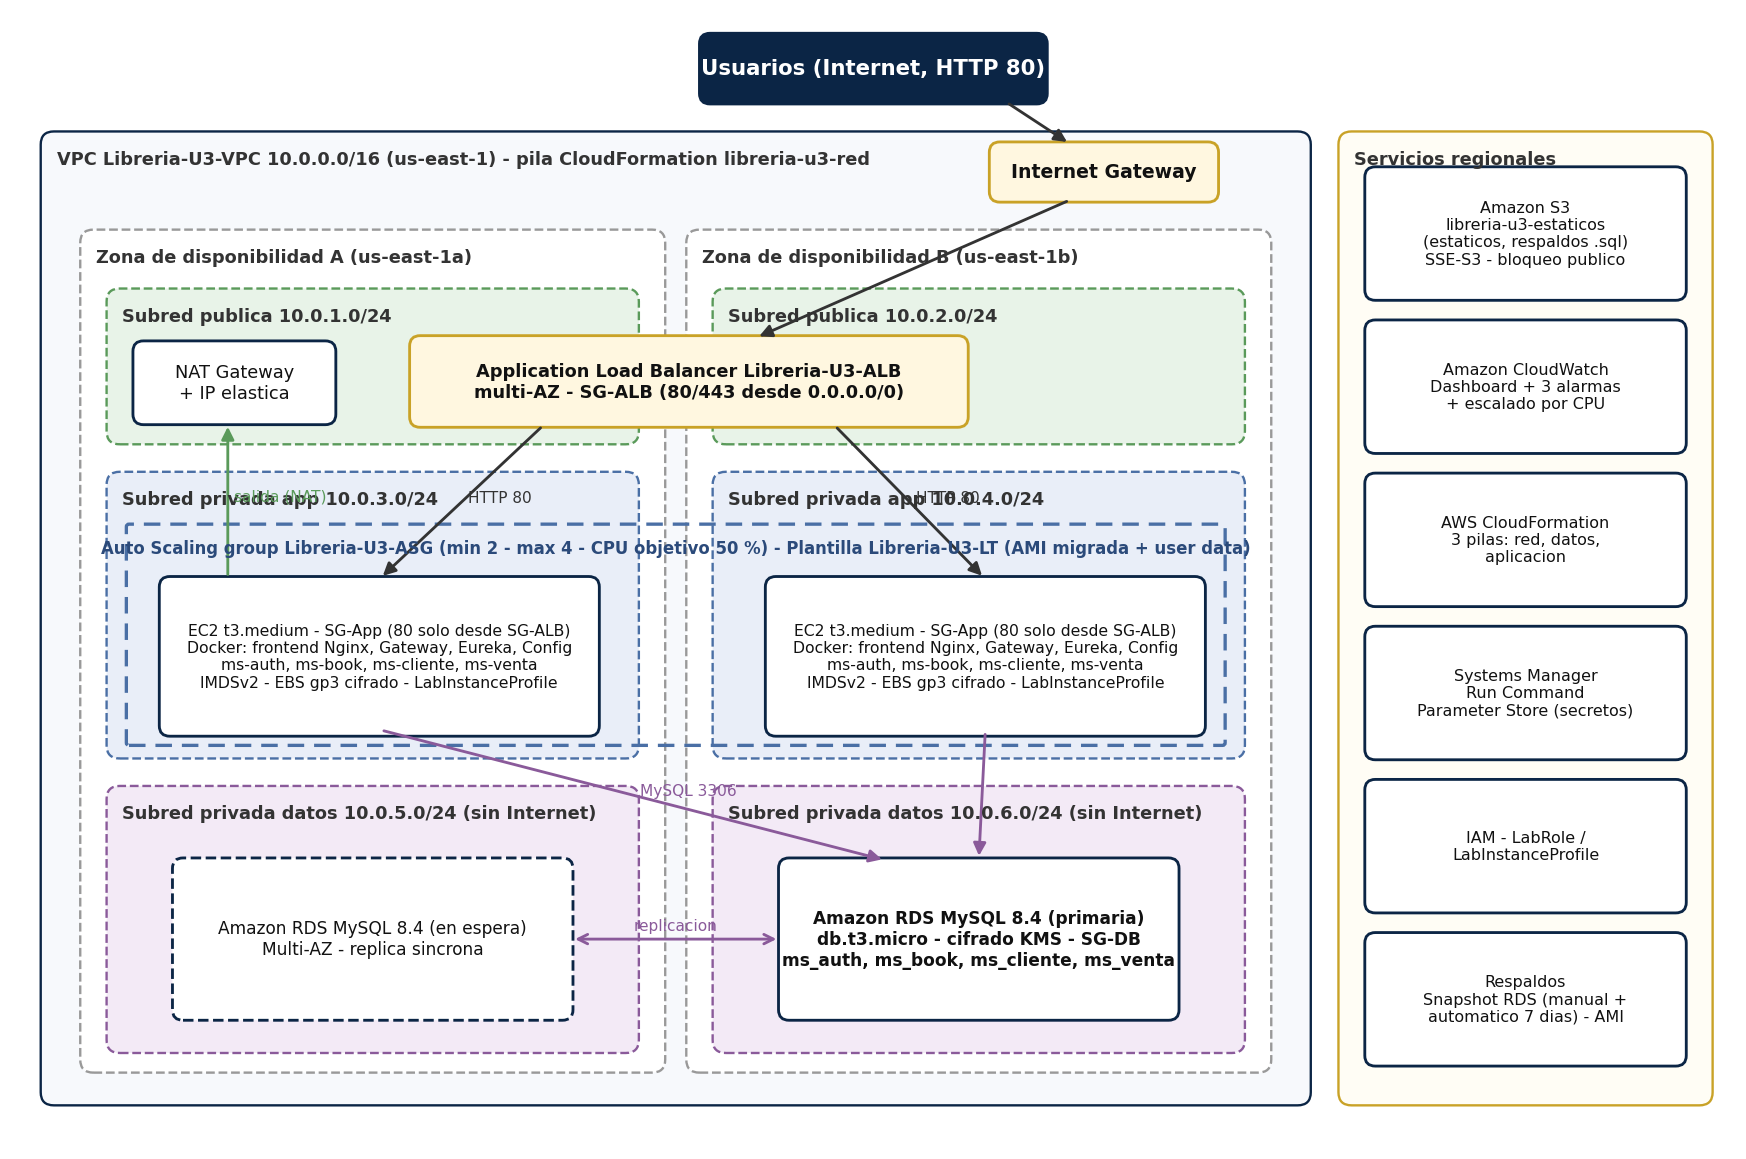 Usuarios (Internet, HTTP 80)
VPC Libreria-U3-VPC 10.0.0.0/16 (us-east-1) - pila CloudFormation libreria-u3-red
Internet Gateway
Zona de disponibilidad A (us-east-1a)
Zona de disponibilidad B (us-east-1b)
Subred publica 10.0.1.0/24
Subred publica 10.0.2.0/24
NAT Gateway
+ IP elastica
Application Load Balancer Libreria-U3-ALB
multi-AZ - SG-ALB (80/443 desde 0.0.0.0/0)
Subred privada app 10.0.3.0/24
salida (NAT)
HTTP 80
Subred privada app 10.0.4.0/24
HTTP 80
Auto Scaling group Libreria-U3-ASG (min 2 - max 4 - CPU objetivo 50 %) - Plantilla Libreria-U3-LT (AMI migrada + user data)
EC2 t3.medium - SG-App (80 solo desde SG-ALB)
Docker: frontend Nginx, Gateway, Eureka, Config
ms-auth, ms-book, ms-cliente, ms-venta
IMDSv2 - EBS gp3 cifrado - LabInstanceProfile
EC2 t3.medium - SG-App (80 solo desde SG-ALB)
Docker: frontend Nginx, Gateway, Eureka, Config
ms-auth, ms-book, ms-cliente, ms-venta
IMDSv2 - EBS gp3 cifrado - LabInstanceProfile
MySQL 3306
Subred privada datos 10.0.5.0/24 (sin Internet)
Subred privada datos 10.0.6.0/24 (sin Internet)
Amazon RDS MySQL 8.4 (en espera)
Multi-AZ - replica sincrona
replicacion
Amazon RDS MySQL 8.4 (primaria)
db.t3.micro - cifrado KMS - SG-DB
ms_auth, ms_book, ms_cliente, ms_venta
Servicios regionales
Amazon S3
libreria-u3-estaticos
(estaticos, respaldos .sql)
SSE-S3 - bloqueo publico
Amazon CloudWatch
Dashboard + 3 alarmas
+ escalado por CPU
AWS CloudFormation
3 pilas: red, datos,
aplicacion
Systems Manager
Run Command
Parameter Store (secretos)
IAM - LabRole /
LabInstanceProfile
Respaldos
Snapshot RDS (manual +
automatico 7 dias) - AMI